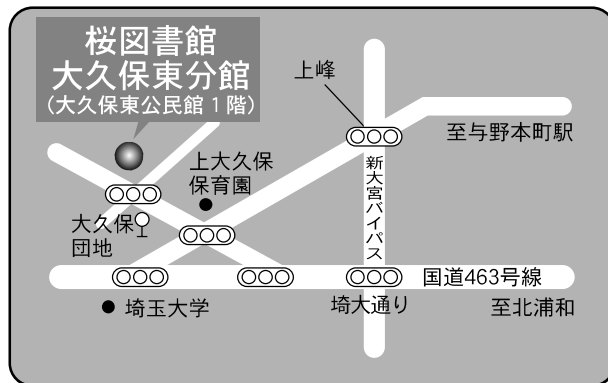 桜図書館
大久保東分館
(大久保東公民館1階)
上峰
至与野本町駅
上大久保
保育園
新大宮バイパス
大久保
団地
国道463号線
埼玉大学
埼大通り
至北浦和